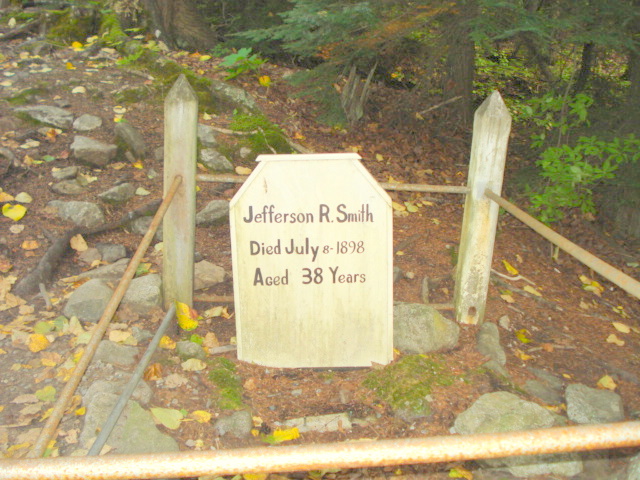 Jefferson R. Smith
Died July 8-1898
Aged 38 Years